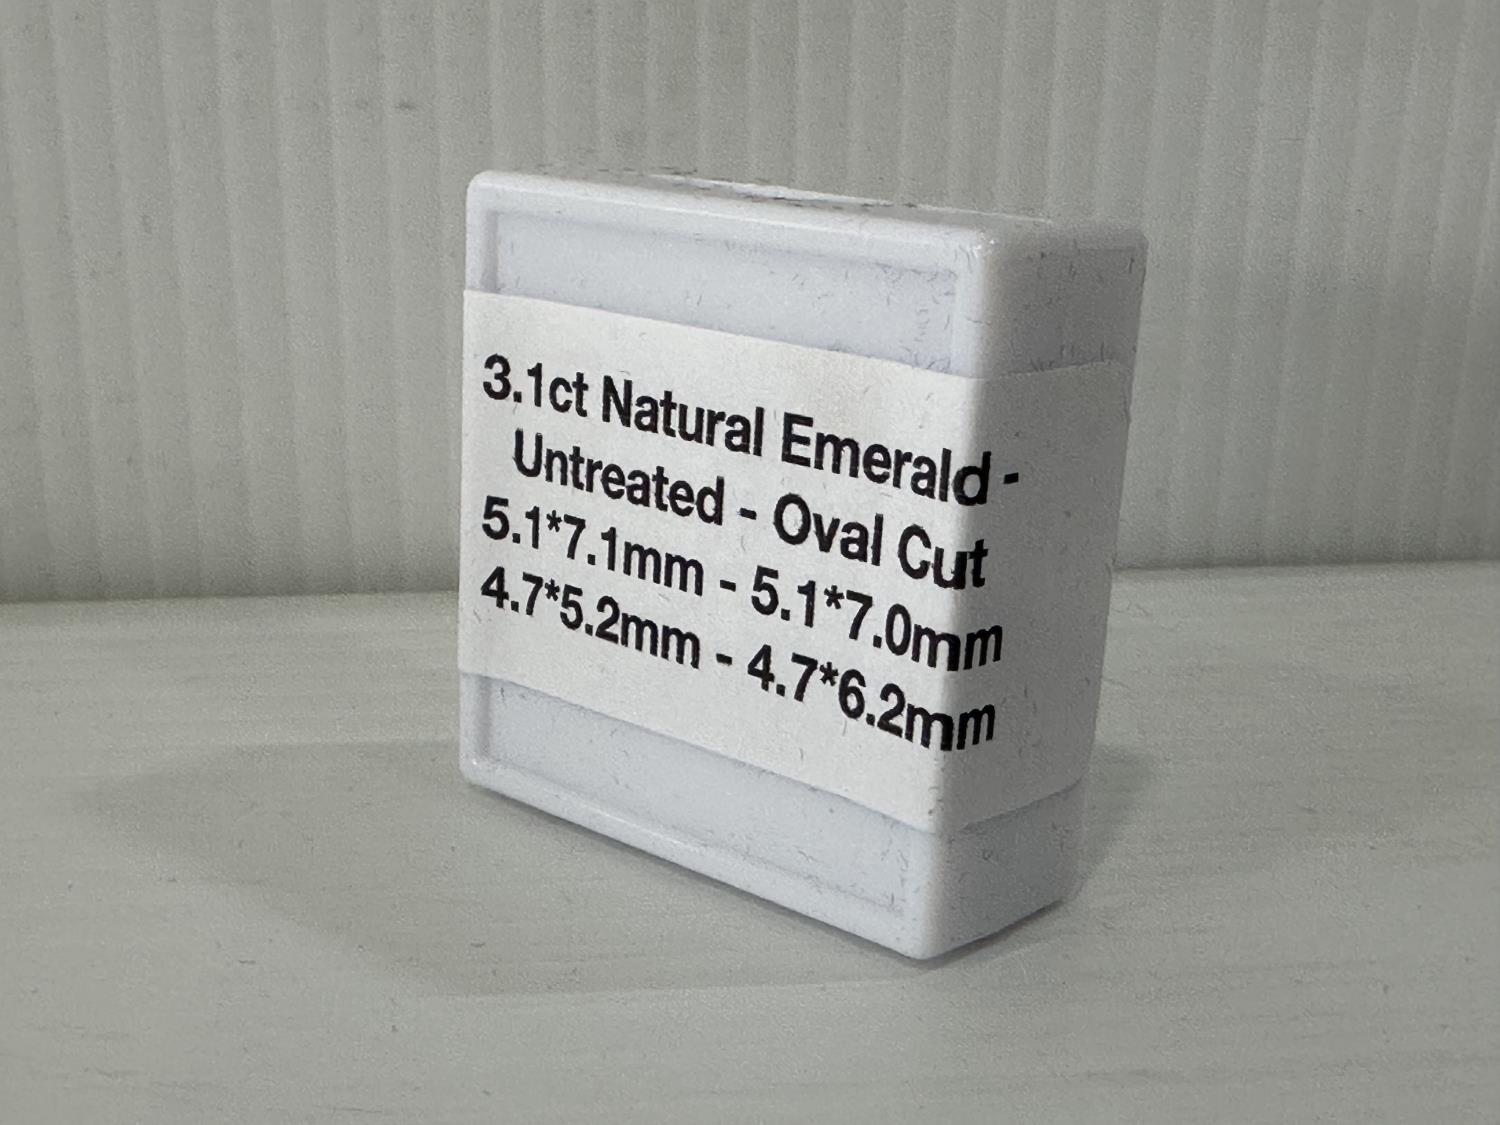 3.1ct Natural Emerald -
Untreated - Oval Cut
5.1*7.1mm - 5.1*7.0mm
4.7*5.2mm - 4.7*6.2mm